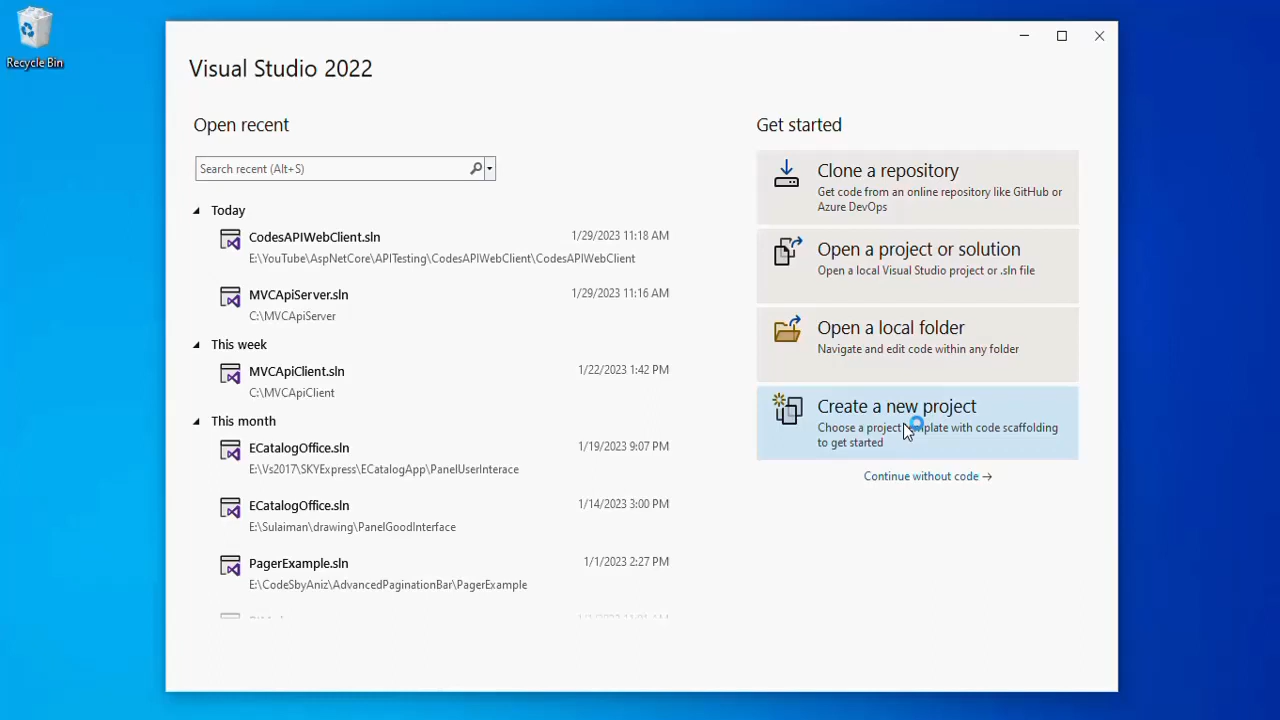 Recycle Bin
Visual Studio 2022
Open recent
Search recent (Alt+S)
Today
CodesAPIWebClient.sln 1/29/2023 11:18 AM
E:\YouTube\AspNetCore\APITesting\CodesAPIWebClient\CodesAPIWebClient
MVCApiServer.sln 1/29/2023 11:16 AM
C:\MVCApiServer
This week
MVCApiClient.sln 1/22/2023 1:42 PM
C:\MVCApiClient
This month
ECatalogOffice.sln 1/19/2023 9:07 PM
E:\Vs2017\SKYExpress\ECatalogApp\PanelUserInterace
ECatalogOffice.sln 1/14/2023 3:00 PM
E:\Sulaiman\drawing\PanelGoodInterface
PagerExample.sln 1/1/2023 2:27 PM
E:\CodeSbyAniz\AdvancedPaginationBar\PagerExample
Get started
Clone a repository
Get code from an online repository like GitHub or
Azure DevOps
Open a project or solution
Open a local Visual Studio project or .sln file
Open a local folder
Navigate and edit code within any folder
Create a new project
Choose a project template with code scaffolding
to get started
Continue without code →